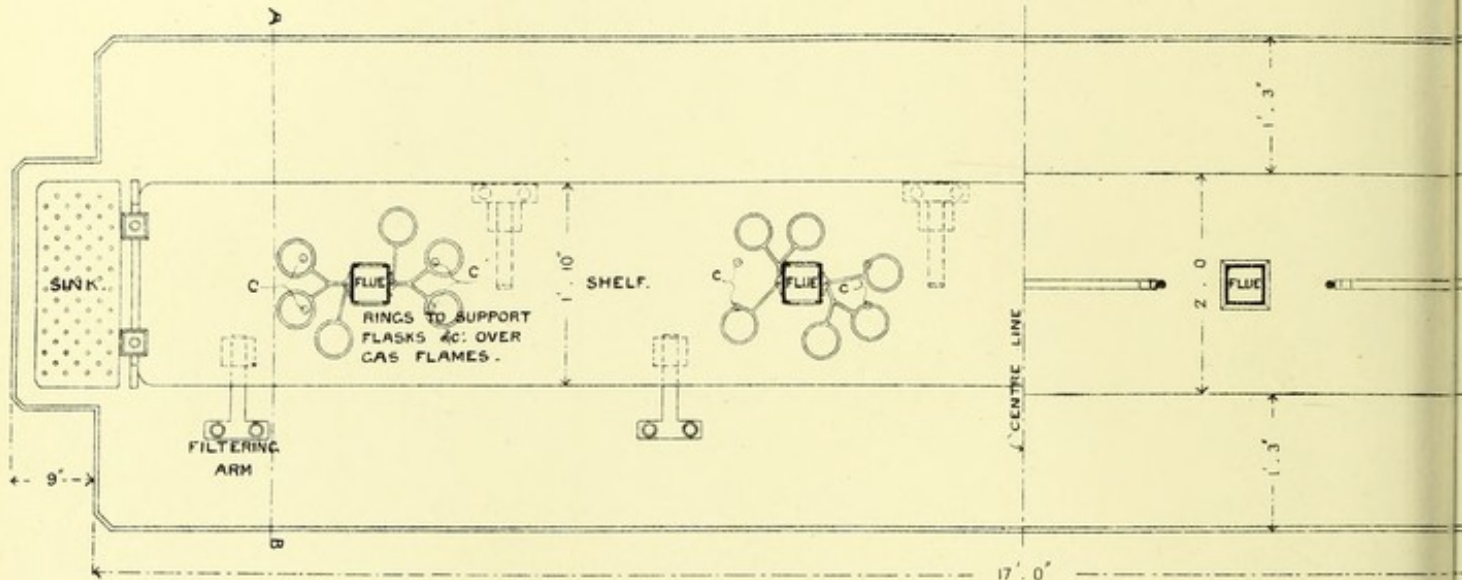 A
1'. 3"
SINK.
C
FLUE
C
1'. 10"
SHELF.
C
FLUE
C
2. 0
FLUE
RINGS TO SUPPORT
FLASKS &C: OVER
GAS FLAMES.
CENTRE LINE
FILTERING
ARM
9"
1'. 3"
B
17'. 0"